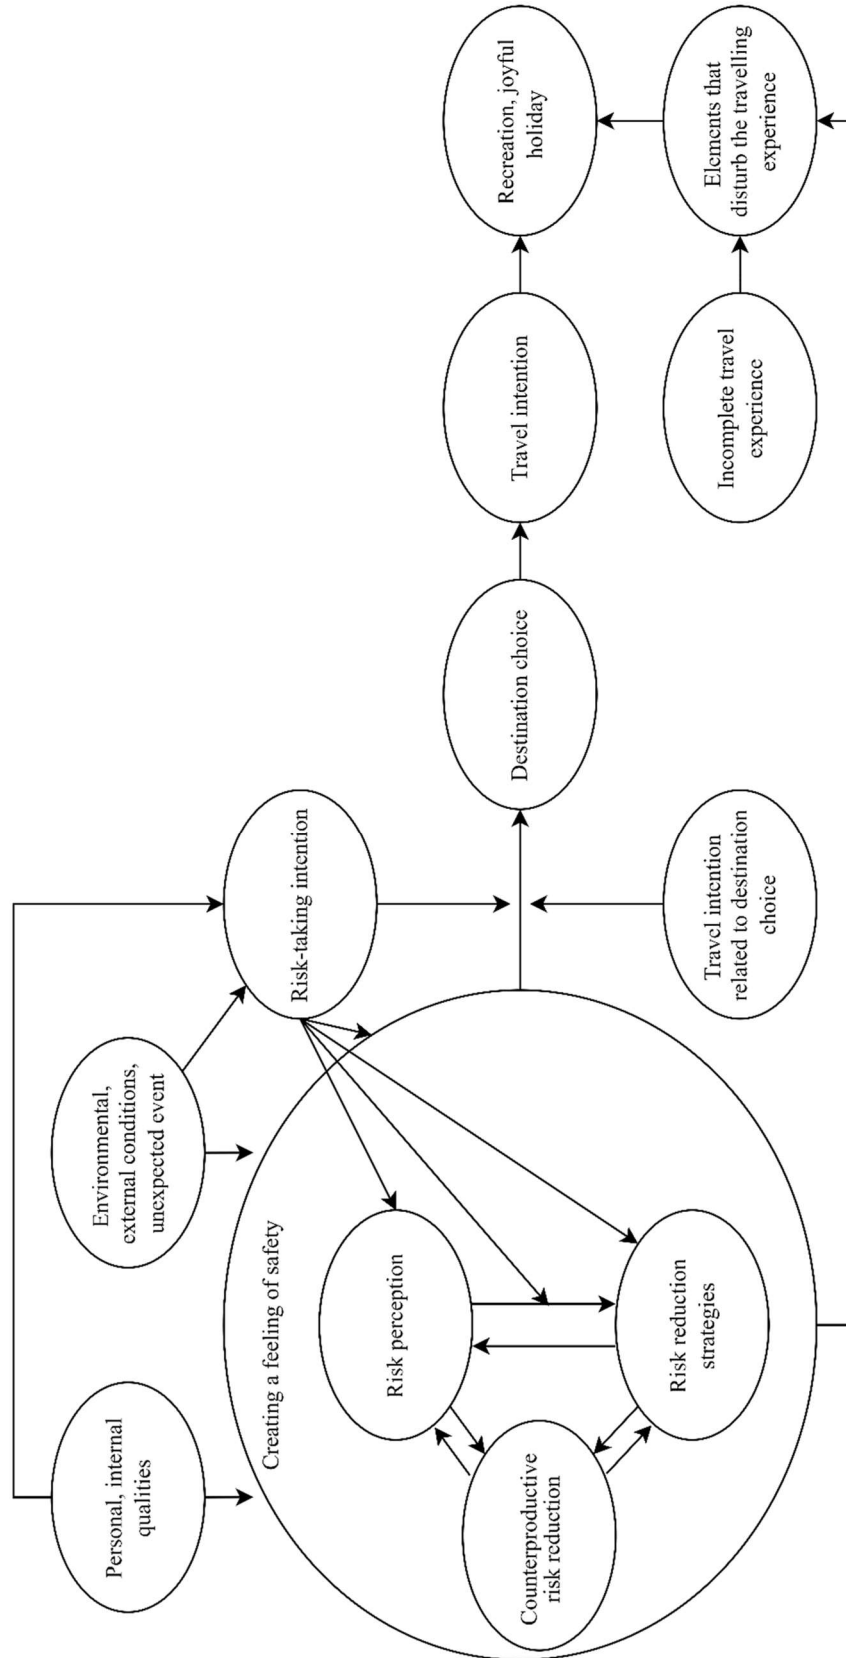 Personal, internal
qualities
Environmental,
external conditions,
unexpected event
Risk-taking intention
Creating a feeling of safety
Risk perception
Counterproductive
risk reduction
Risk reduction
strategies
Destination choice
Travel intention
related to destination
choice
Travel intention
Recreation, joyful
holiday
Incomplete travel
experience
Elements that
disturb the travelling
experience